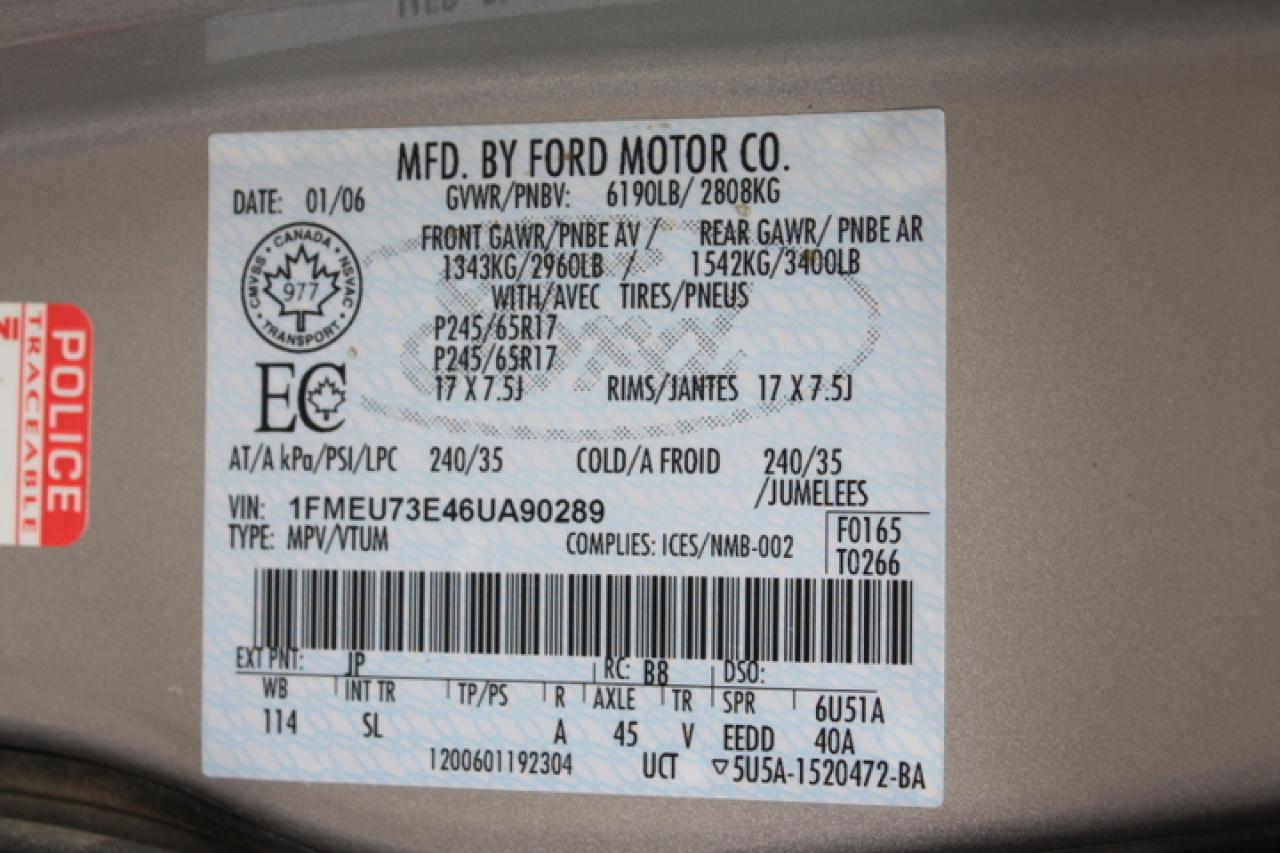 MFD. BY FORD MOTOR CO.
DATE: 01/06 GVWR/PNBV: 6190LB/ 2808KG
FRONT GAWR/PNBE AV / REAR GAWR/ PNBE AR
1343KG/2960LB / 1542KG/3400LB
WITH/AVEC TIRES/PNEUS
CANADA
CMVSS • NSVAC
977
TRANSPORT
P245/65R17
P245/65R17
17 X 7.5J RIMS/JANTES 17 X 7.5J
EC
AT/A kPa/PSI/LPC 240/35 COLD/A FROID 240/35
/JUMELEES
VIN: 1FMEU73E46UA90289
TYPE: MPV/VTUM COMPLIES: ICES/NMB-002
F0165
T0266
EXT PNT: JP RC: B8 DSO:
WB INT TR TP/PS R AXLE TR SPR 6U51A
114 SL A 45 V EEDD 40A
1200601192304 UCT ▽5U5A-1520472-BA
POLICE
TRACEABLE